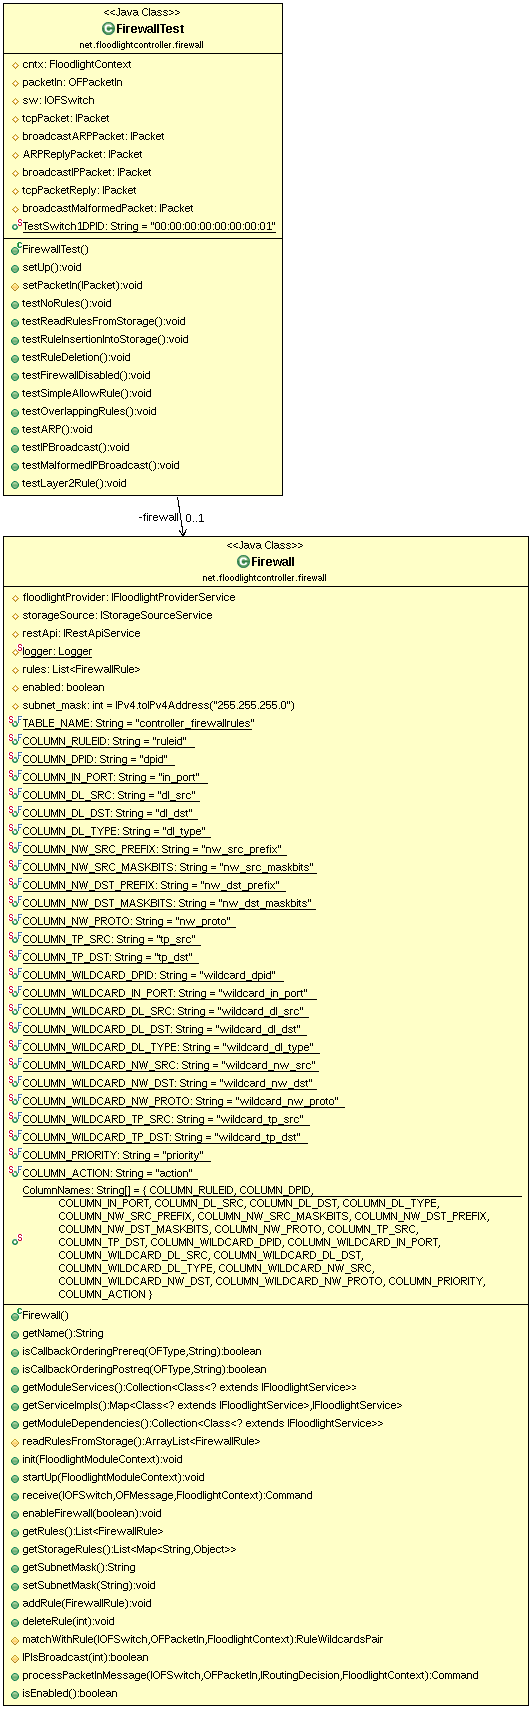 <<Java Class>>
FirewallTest
net.floodlightcontroller.firewall
cntx: FloodlightContext
packetIn: OFPacketIn
sw: IOFSwitch
tcpPacket: IPacket
broadcastARPPacket: IPacket
ARPReplyPacket: IPacket
broadcastIPPacket: IPacket
tcpPacketReply: IPacket
broadcastMalformedPacket: IPacket
TestSwitch1DPID: String = "00:00:00:00:00:00:00:01"
FirewallTest()
setUp():void
setPacketIn(IPacket):void
testNoRules():void
testReadRulesFromStorage():void
testRuleInsertionIntoStorage():void
testRuleDeletion():void
testFirewallDisabled():void
testSimpleAllowRule():void
testOverlappingRules():void
testARP():void
testIPBroadcast():void
testMalformedIPBroadcast():void
testLayer2Rule():void
-firewall 0..1
<<Java Class>>
Firewall
net.floodlightcontroller.firewall
floodlightProvider: IFloodlightProviderService
storageSource: IStorageSourceService
restApi: IRestApiService
logger: Logger
rules: List<FirewallRule>
enabled: boolean
subnet_mask: int = IPv4.toIPv4Address("255.255.255.0")
TABLE_NAME: String = "controller_firewallrules"
COLUMN_RULEID: String = "ruleid"
COLUMN_DPID: String = "dpid"
COLUMN_IN_PORT: String = "in_port"
COLUMN_DL_SRC: String = "dl_src"
COLUMN_DL_DST: String = "dl_dst"
COLUMN_DL_TYPE: String = "dl_type"
COLUMN_NW_SRC_PREFIX: String = "nw_src_prefix"
COLUMN_NW_SRC_MASKBITS: String = "nw_src_maskbits"
COLUMN_NW_DST_PREFIX: String = "nw_dst_prefix"
COLUMN_NW_DST_MASKBITS: String = "nw_dst_maskbits"
COLUMN_NW_PROTO: String = "nw_proto"
COLUMN_TP_SRC: String = "tp_src"
COLUMN_TP_DST: String = "tp_dst"
COLUMN_WILDCARD_DPID: String = "wildcard_dpid"
COLUMN_WILDCARD_IN_PORT: String = "wildcard_in_port"
COLUMN_WILDCARD_DL_SRC: String = "wildcard_dl_src"
COLUMN_WILDCARD_DL_DST: String = "wildcard_dl_dst"
COLUMN_WILDCARD_DL_TYPE: String = "wildcard_dl_type"
COLUMN_WILDCARD_NW_SRC: String = "wildcard_nw_src"
COLUMN_WILDCARD_NW_DST: String = "wildcard_nw_dst"
COLUMN_WILDCARD_NW_PROTO: String = "wildcard_nw_proto"
COLUMN_WILDCARD_TP_SRC: String = "wildcard_tp_src"
COLUMN_WILDCARD_TP_DST: String = "wildcard_tp_dst"
COLUMN_PRIORITY: String = "priority"
COLUMN_ACTION: String = "action"
ColumnNames: String[] = { COLUMN_RULEID, COLUMN_DPID,
COLUMN_IN_PORT, COLUMN_DL_SRC, COLUMN_DL_DST, COLUMN_DL_TYPE,
COLUMN_NW_SRC_PREFIX, COLUMN_NW_SRC_MASKBITS, COLUMN_NW_DST_PREFIX,
COLUMN_NW_DST_MASKBITS, COLUMN_NW_PROTO, COLUMN_TP_SRC,
COLUMN_TP_DST, COLUMN_WILDCARD_DPID, COLUMN_WILDCARD_IN_PORT,
COLUMN_WILDCARD_DL_SRC, COLUMN_WILDCARD_DL_DST,
COLUMN_WILDCARD_DL_TYPE, COLUMN_WILDCARD_NW_SRC,
COLUMN_WILDCARD_NW_DST, COLUMN_WILDCARD_NW_PROTO, COLUMN_PRIORITY,
COLUMN_ACTION }
Firewall()
getName():String
isCallbackOrderingPrereq(OFType,String):boolean
isCallbackOrderingPostreq(OFType,String):boolean
getModuleServices():Collection<Class<? extends IFloodlightService>>
getServiceImpls():Map<Class<? extends IFloodlightService>,IFloodlightService>
getModuleDependencies():Collection<Class<? extends IFloodlightService>>
readRulesFromStorage():ArrayList<FirewallRule>
init(FloodlightModuleContext):void
startUp(FloodlightModuleContext):void
receive(IOFSwitch,OFMessage,FloodlightContext):Command
enableFirewall(boolean):void
getRules():List<FirewallRule>
getStorageRules():List<Map<String,Object>>
getSubnetMask():String
setSubnetMask(String):void
addRule(FirewallRule):void
deleteRule(int):void
matchWithRule(IOFSwitch,OFPacketIn,FloodlightContext):RuleWildcardsPair
IPIsBroadcast(int):boolean
processPacketInMessage(IOFSwitch,OFPacketIn,IRoutingDecision,FloodlightContext):Command
isEnabled():boolean